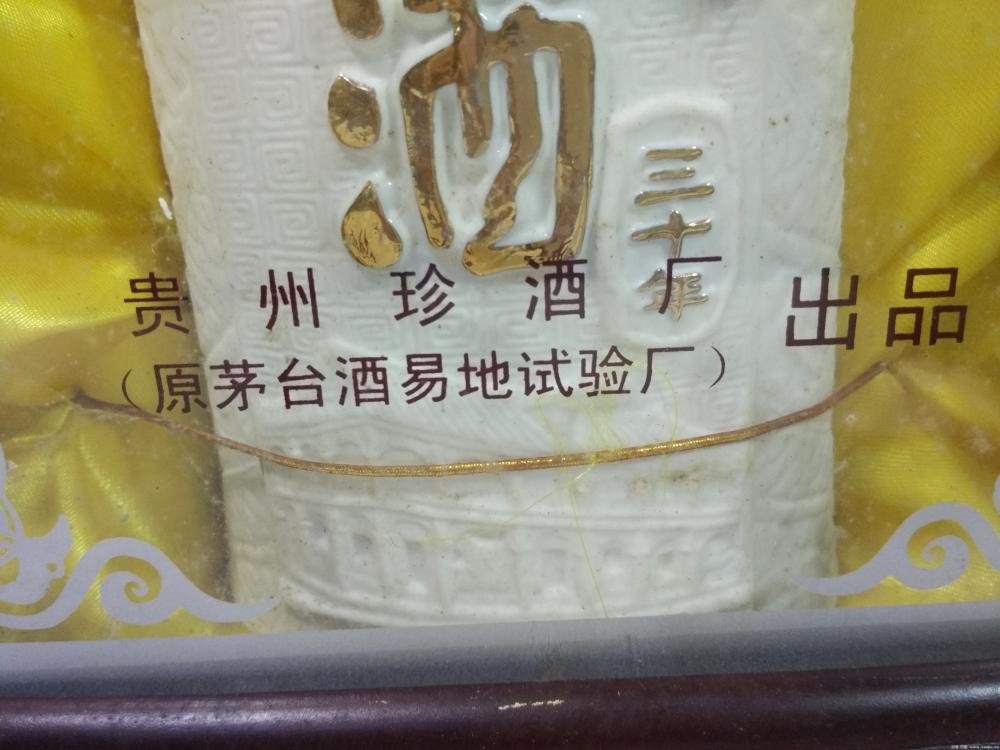 酒
三十年
贵州珍酒厂出品
（原茅台酒易地试验厂）